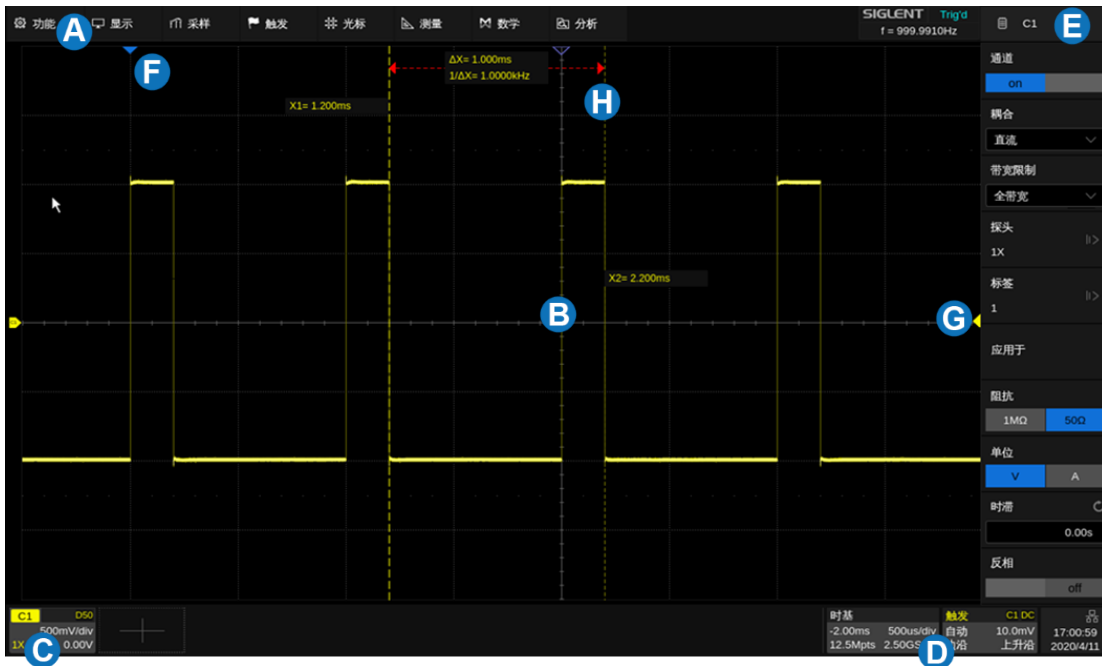 功能
显示
采样
触发
光标
测量
数学
分析
SIGLENT Trig'd
f = 999.9910Hz
C1
A
E
F
ΔX= 1.000ms
1/ΔX= 1.0000kHz
X1= 1.200ms
H
X2= 2.200ms
B
G
通道
on
耦合
直流
带宽限制
全带宽
探头
1X
标签
1
应用于
阻抗
1MΩ 50Ω
单位
V A
时滞
0.00s
反相
off
C1 D50
500mV/div
1X 0.00V
C
时基
-2.00ms 500us/div
12.5Mpts 2.50GS
D
触发 C1 DC
自动 10.0mV
沿 上升沿
17:00:59
2020/4/11